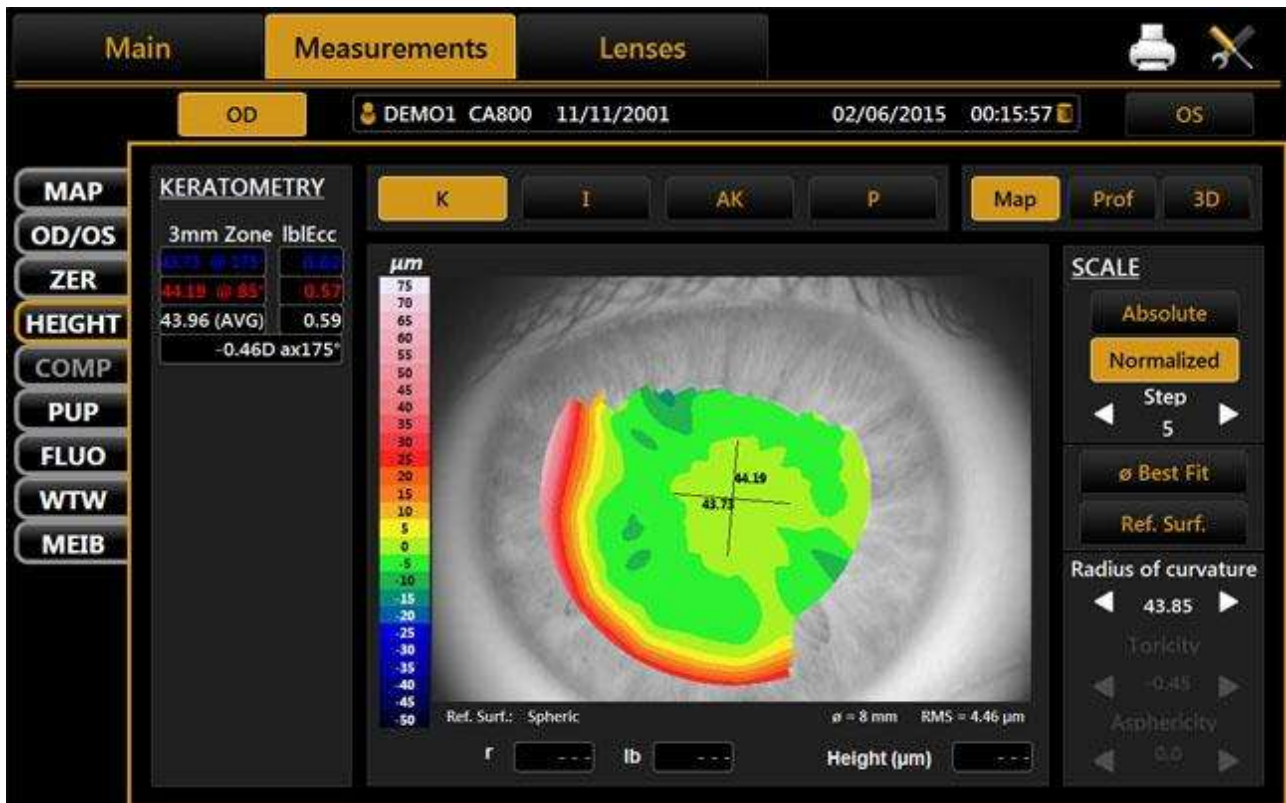 Main Measurements Lenses
OD DEMO1 CA800 11/11/2001 02/06/2015 00:15:57 OS
MAP
OD/OS
ZER
HEIGHT
COMP
PUP
FLUO
WTW
MEIB
KERATOMETRY
3mm Zone lblEcc
43.73 @ 175°
44.19 @ 85° 0.57
43.96 (AVG) 0.59
-0.46D ax175°
K I AK P
Map Prof 3D
µm
75
70
65
60
55
50
45
40
35
30
25
20
15
10
5
0
-5
-10
-15
-20
-25
-30
-35
-40
-45
-50
44.19
43.73
Ref. Surf.: Spheric ø = 8 mm RMS = 4.46 µm
r - - - lb - - - Height (µm) - - -
SCALE
Absolute
Normalized
Step
5
ø Best Fit
Ref. Surf.
Radius of curvature
43.85
Toricity
-0.45
Asphericity
0.0